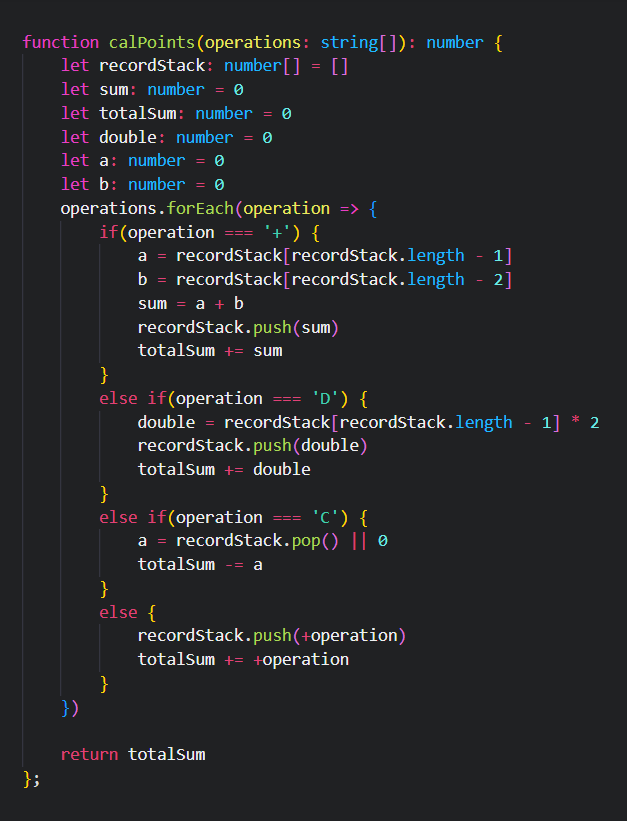 function calPoints(operations: string[]): number {
    let recordStack: number[] = []
    let sum: number = 0
    let totalSum: number = 0
    let double: number = 0
    let a: number = 0
    let b: number = 0
    operations.forEach(operation => {
        if(operation === '+') {
            a = recordStack[recordStack.length - 1]
            b = recordStack[recordStack.length - 2]
            sum = a + b
            recordStack.push(sum)
            totalSum += sum
        }
        else if(operation === 'D') {
            double = recordStack[recordStack.length - 1] * 2
            recordStack.push(double)
            totalSum += double
        }
        else if(operation === 'C') {
            a = recordStack.pop() || 0
            totalSum -= a
        }
        else {
            recordStack.push(+operation)
            totalSum += +operation
        }
    })

    return totalSum
};